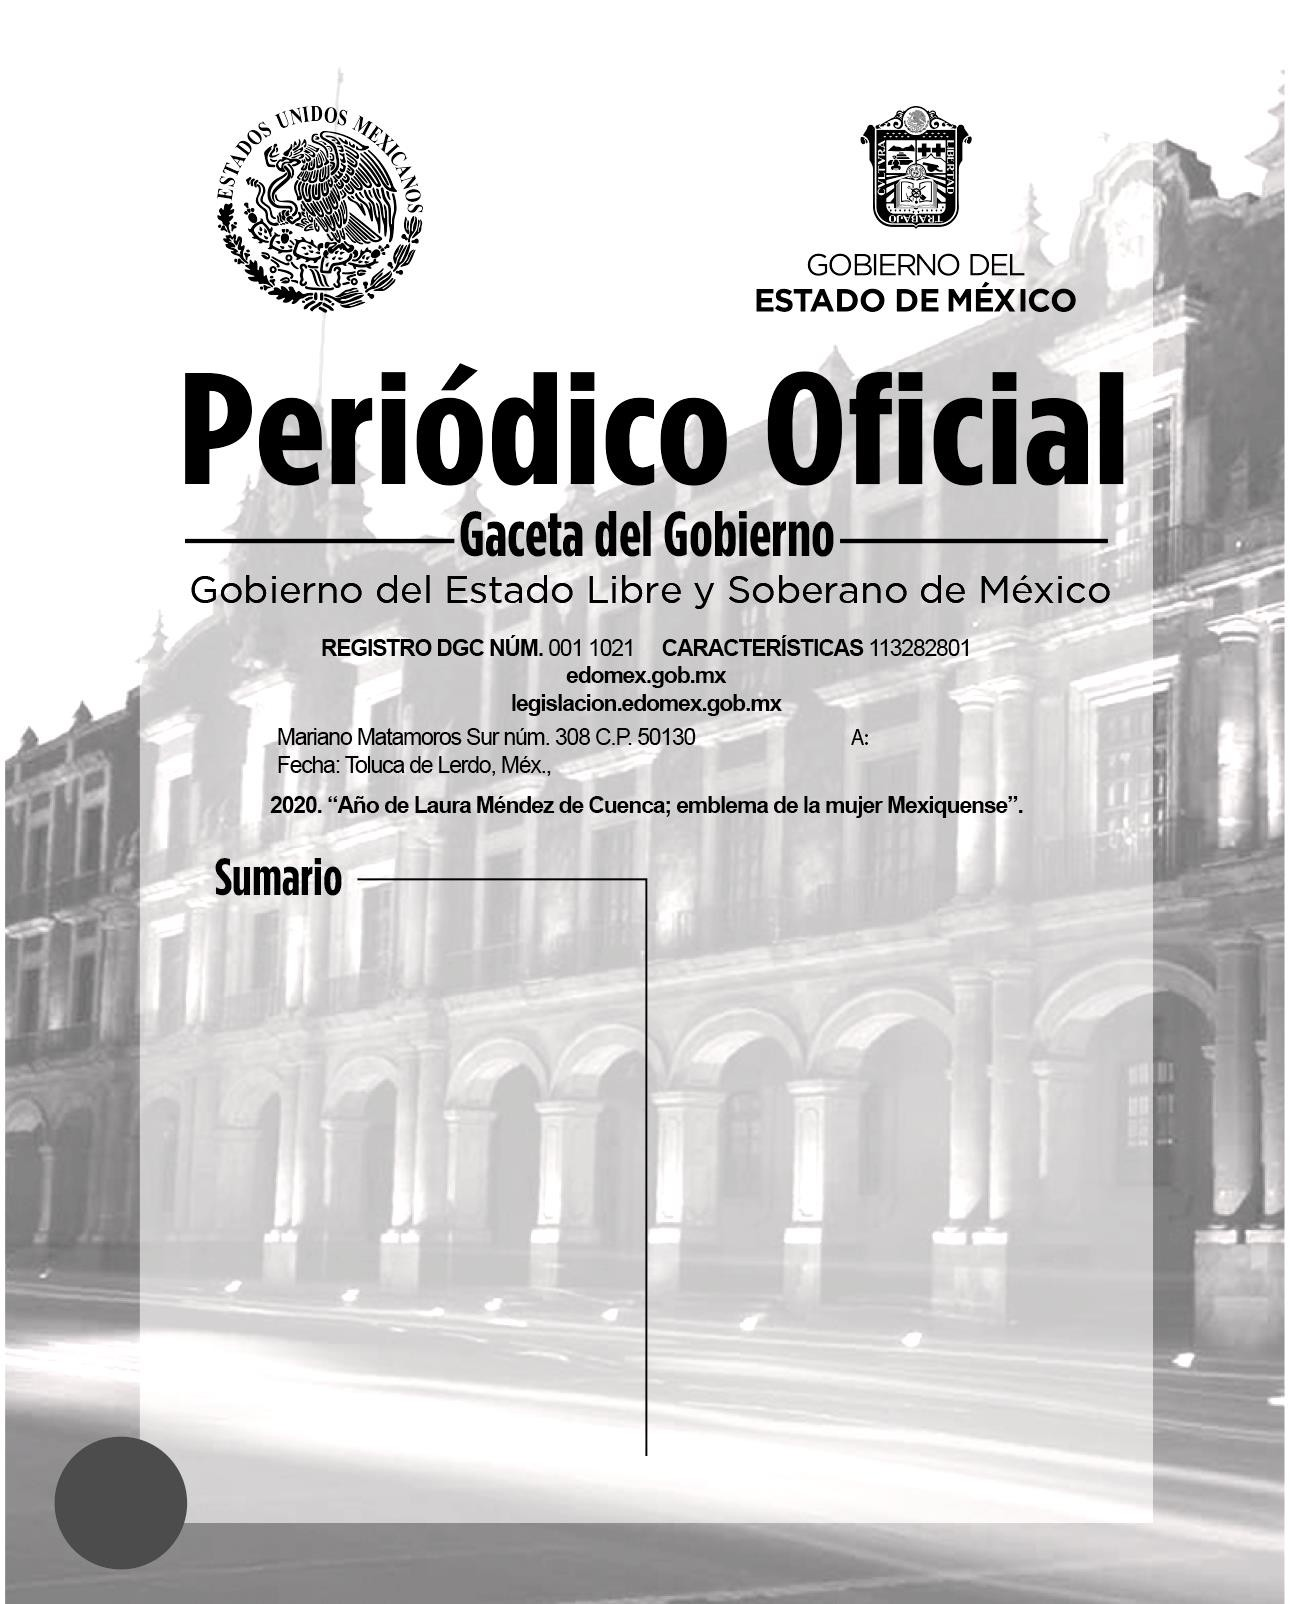 ESTADOS UNIDOS MEXICANOS
CULTURA
LIBERTAD
TRABAJO
GOBIERNO DEL
ESTADO DE MÉXICO
Periódico Oficial
Gaceta del Gobierno
Gobierno del Estado Libre y Soberano de México
REGISTRO DGC NÚM. 001 1021 CARACTERÍSTICAS 113282801
edomex.gob.mx
legislacion.edomex.gob.mx
Mariano Matamoros Sur núm. 308 C.P. 50130 A:
Fecha: Toluca de Lerdo, Méx.,
2020. “Año de Laura Méndez de Cuenca; emblema de la mujer Mexiquense”.
Sumario